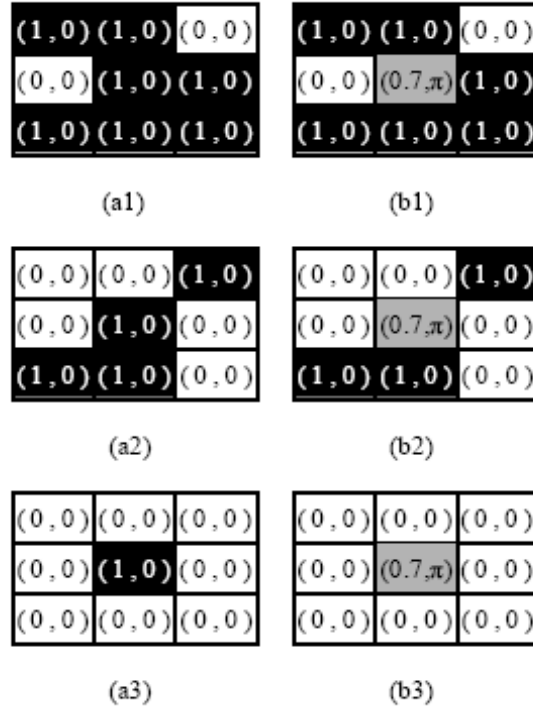 (1,0) (1,0) (0,0) (1,0) (1,0) (0,0)
(0,0) (1,0) (1,0) (0,0) (0.7,π) (1,0)
(1,0) (1,0) (1,0) (1,0) (1,0) (1,0)
(a1) (b1)
(0,0) (0,0) (1,0) (0,0) (0,0) (1,0)
(0,0) (1,0) (0,0) (0,0) (0.7,π) (0,0)
(1,0) (1,0) (0,0) (1,0) (1,0) (0,0)
(a2) (b2)
(0,0) (0,0) (0,0) (0,0) (0,0) (0,0)
(0,0) (1,0) (0,0) (0,0) (0.7,π) (0,0)
(0,0) (0,0) (0,0) (0,0) (0,0) (0,0)
(a3) (b3)